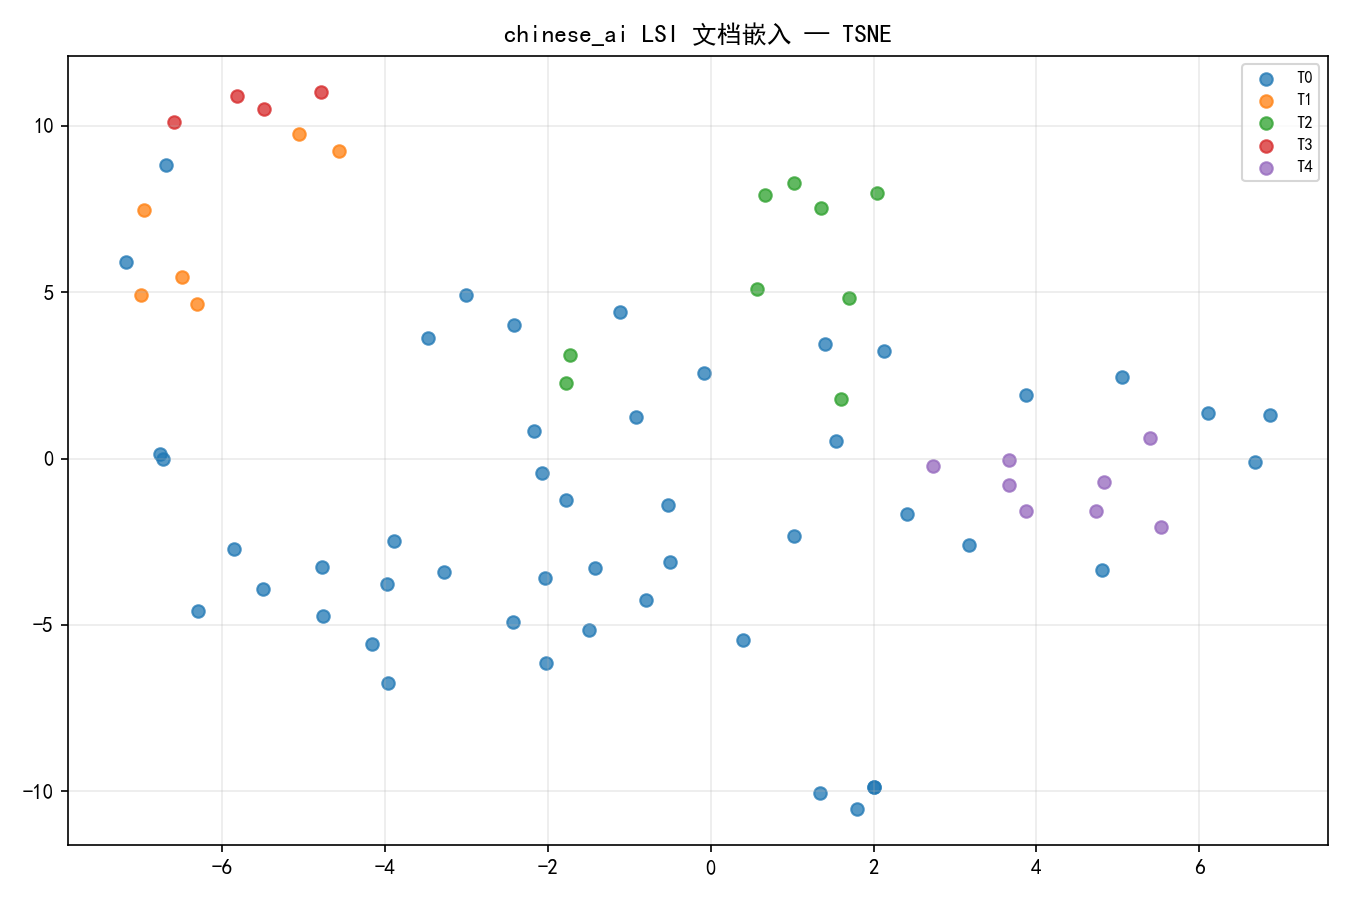 chinese_ai LSI 文档嵌入 — TSNE
T0
T1
T2
T3
T4
10
5
0
−5
−10
−6
−4
−2
0
2
4
6